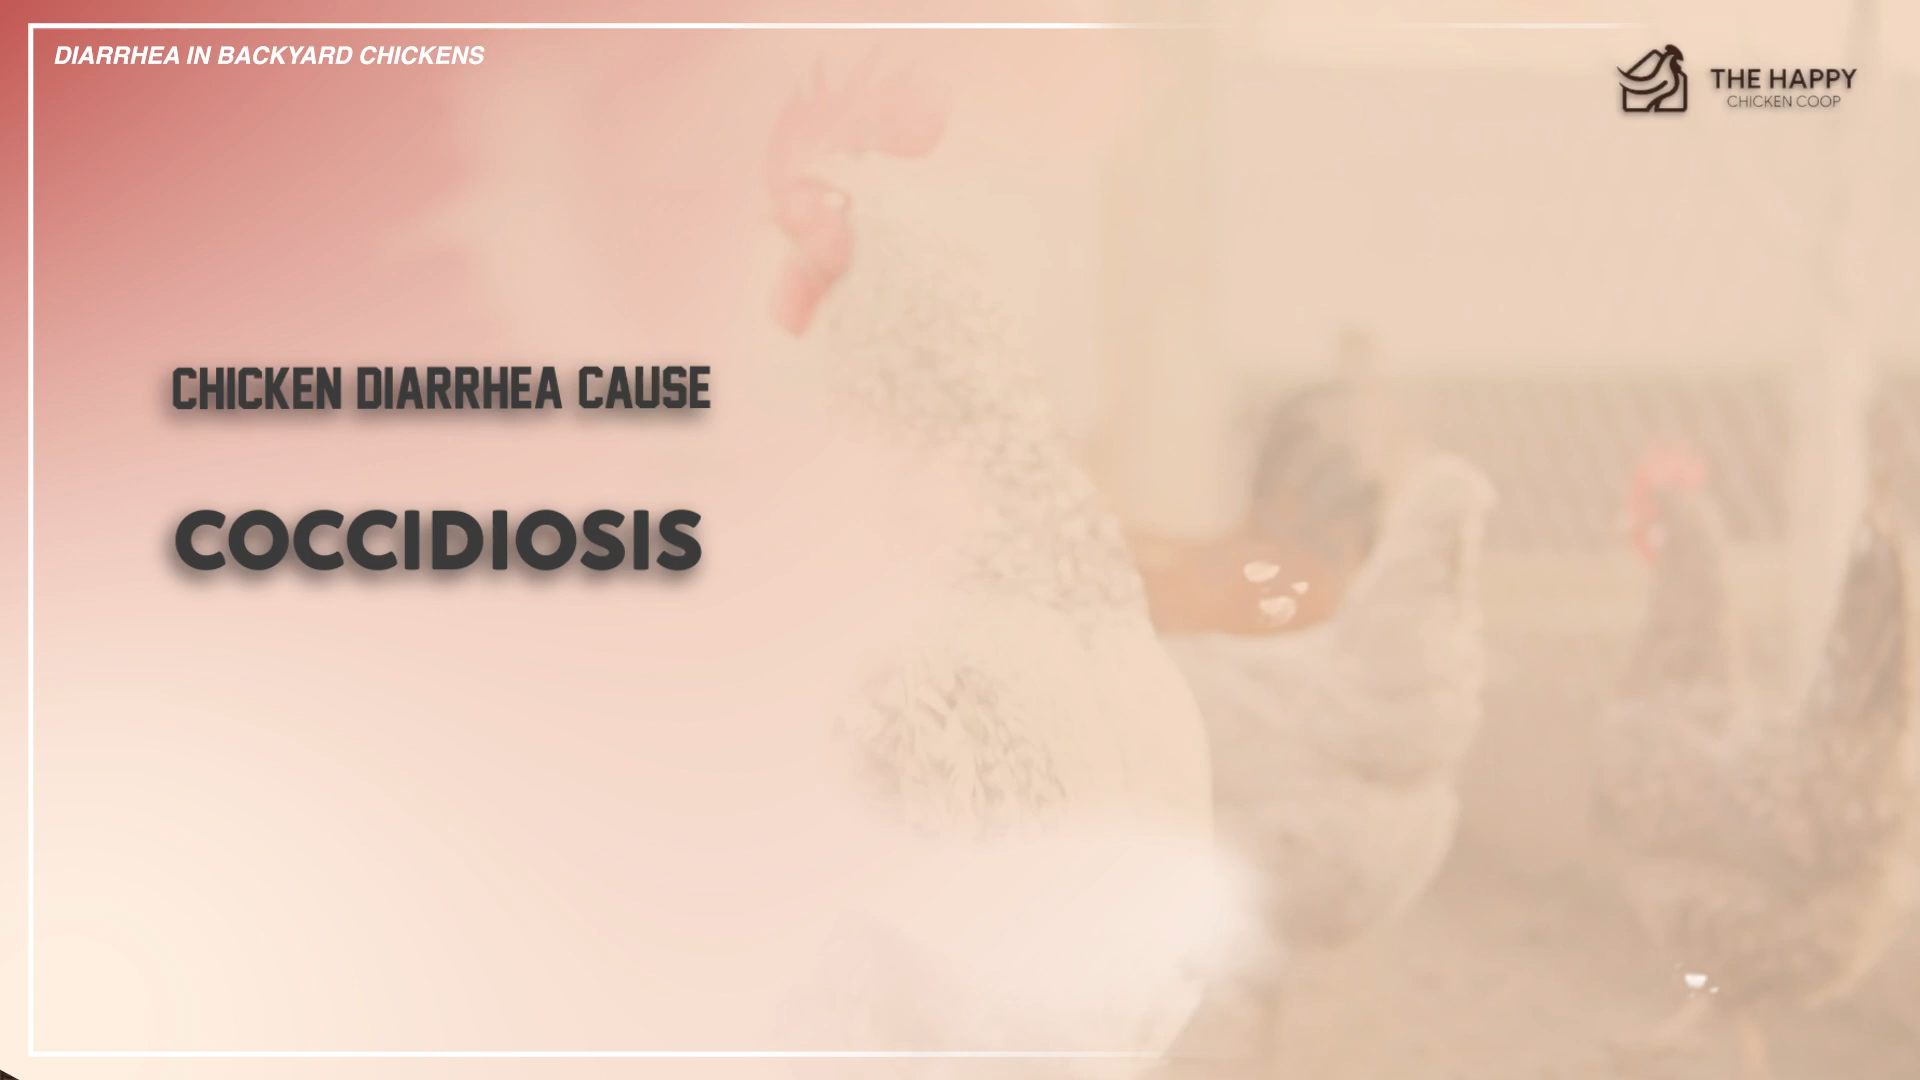 DIARRHEA IN BACKYARD CHICKENS
THE HAPPY
CHICKEN COOP
CHICKEN DIARRHEA CAUSE
COCCIDIOSIS